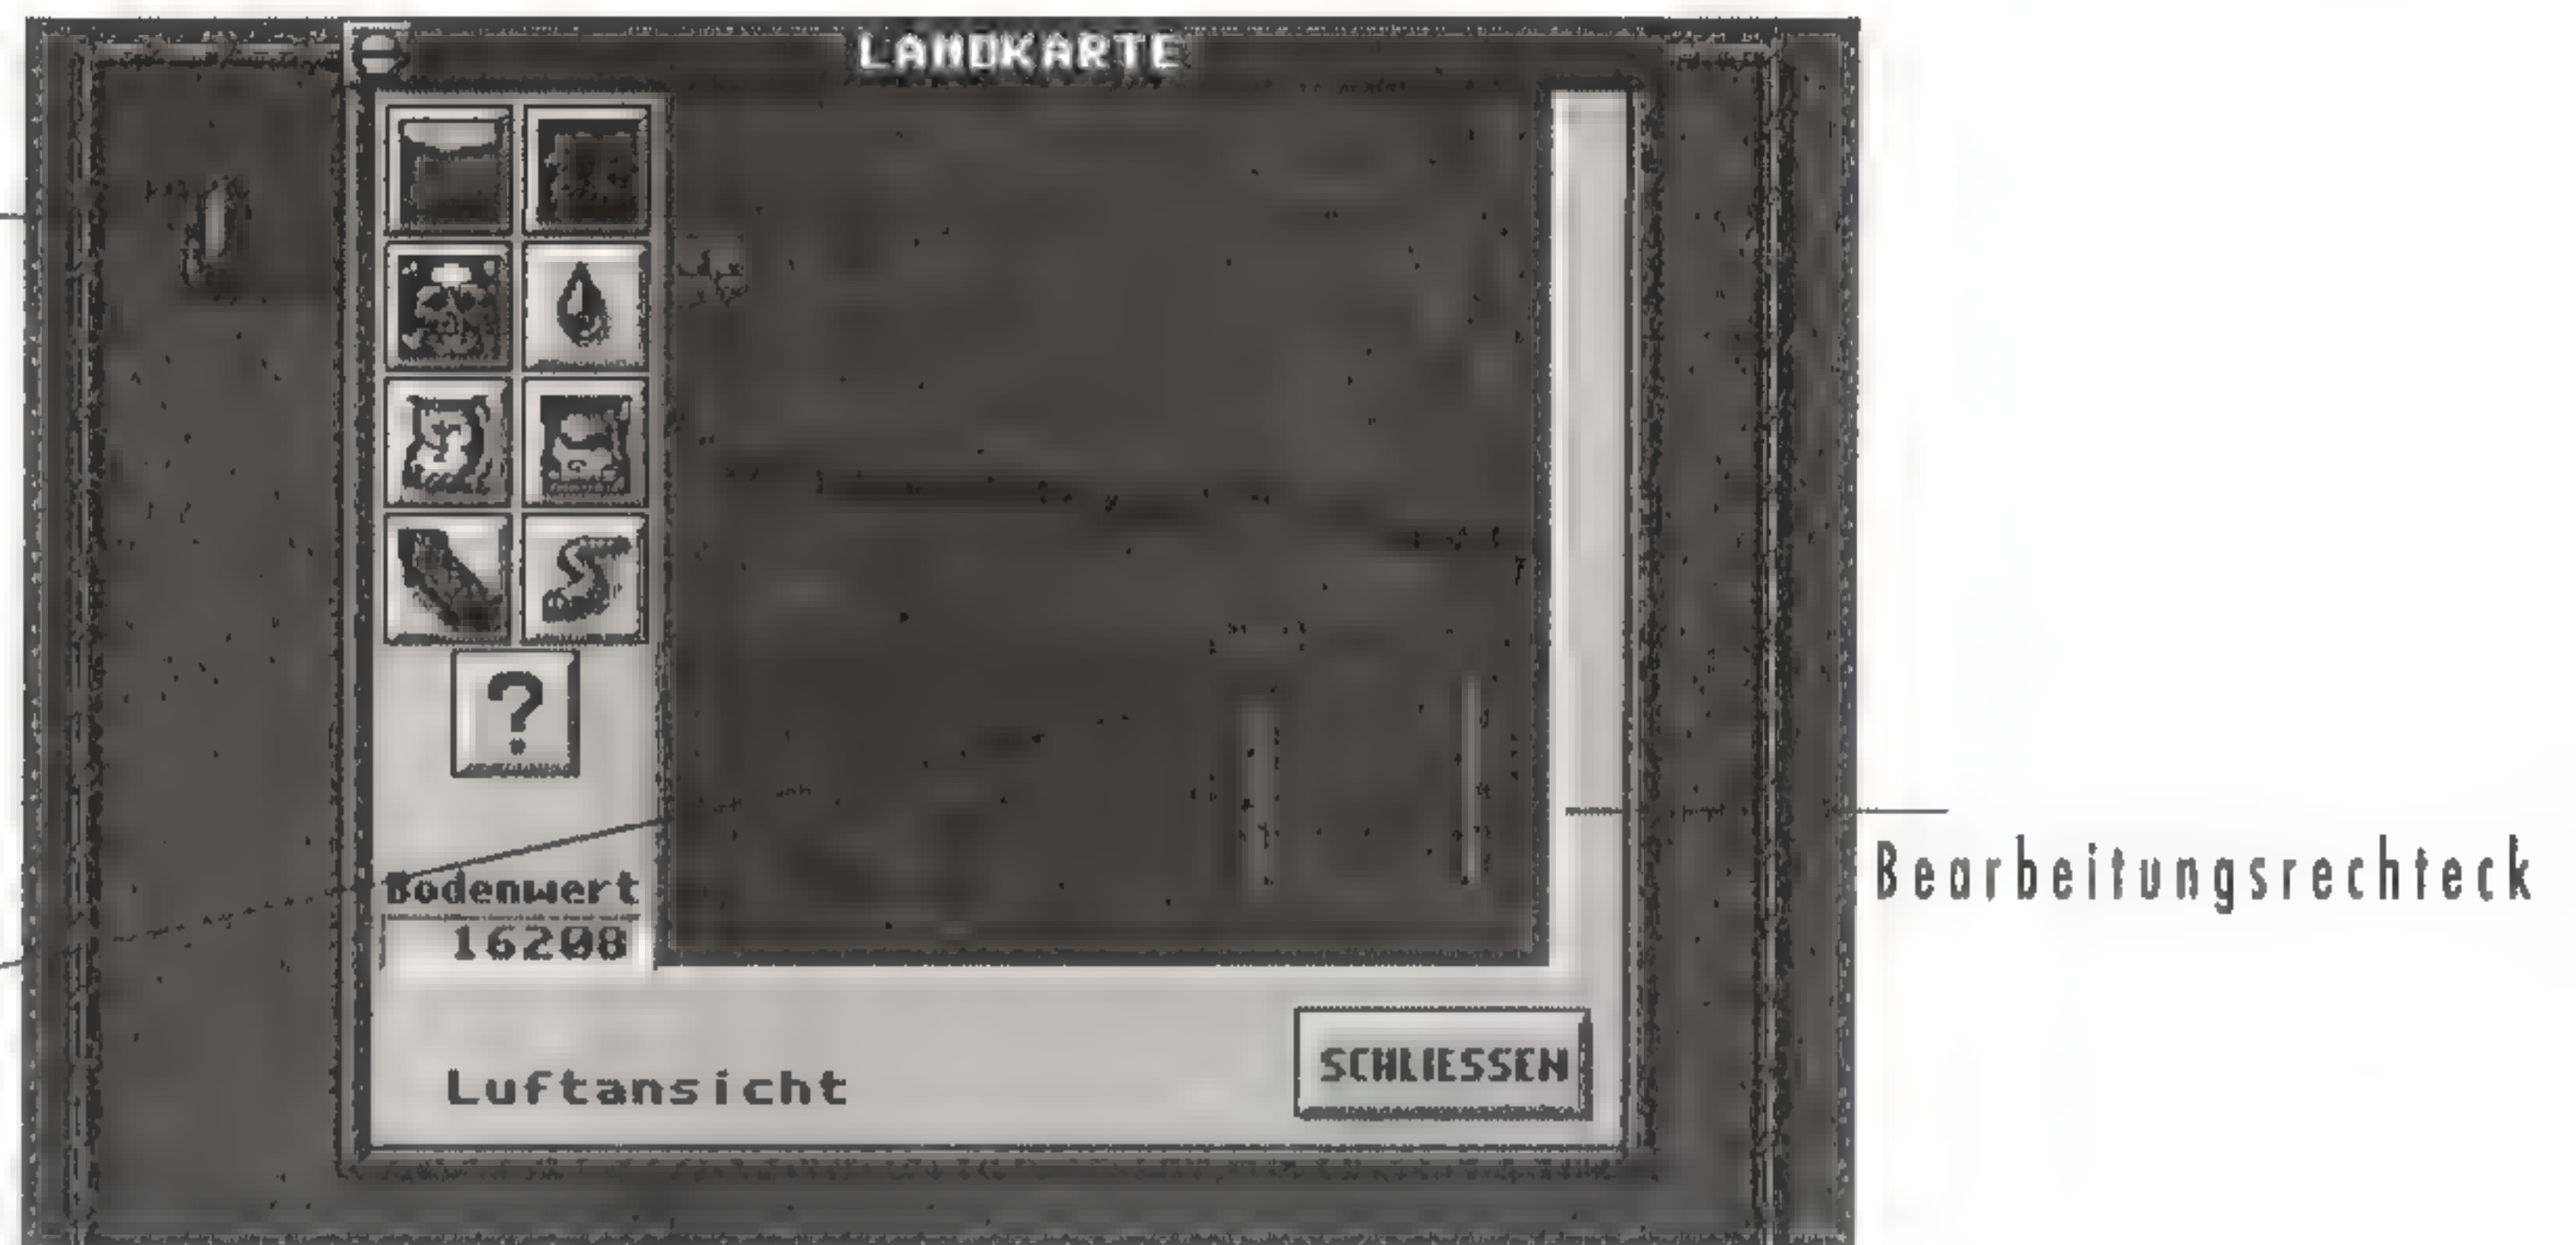 LANDKARTE
?
Bodenwert
16208
Bearbeitungsrechteck
Luftansicht
SCHLIESSEN